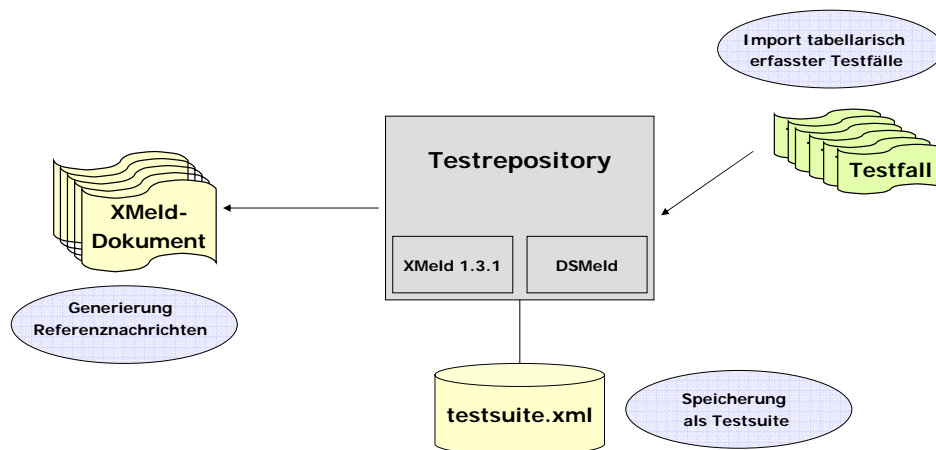 Import tabellarisch
erfasster Testfälle
Testrepository
Testfall
XMeld-
Dokument
XMeld 1.3.1
DSMeld
Generierung
Referenznachrichten
testsuite.xml
Speicherung
als Testsuite